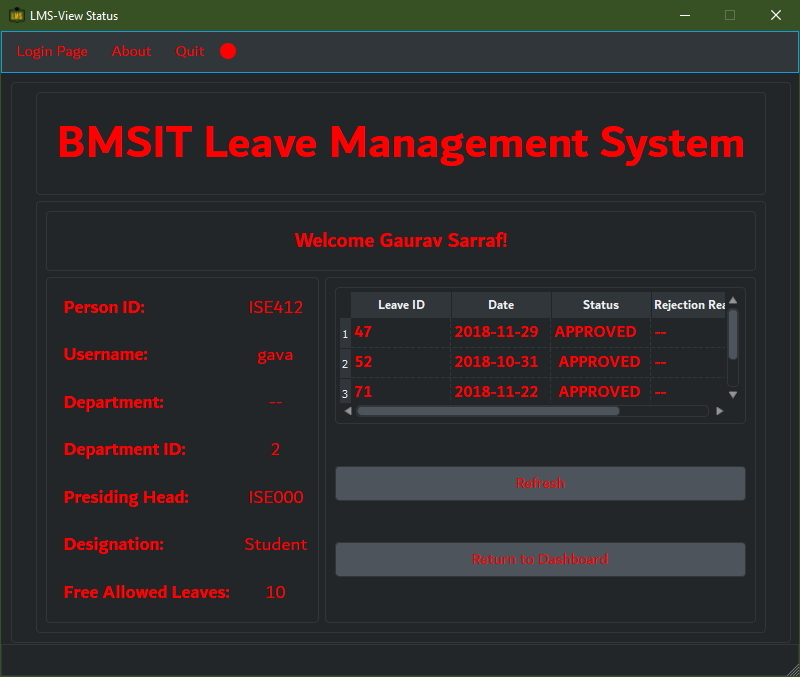 LMS-View Status
Login Page About Quit
BMSIT Leave Management System
Welcome Gaurav Sarraf!
Person ID: ISE412
Username: gava
Department: --
Department ID: 2
Presiding Head: ISE000
Designation: Student
Free Allowed Leaves: 10
Leave ID Date Status Rejection Rea
1 47 2018-11-29 APPROVED --
2 52 2018-10-31 APPROVED --
3 71 2018-11-22 APPROVED --
Refresh
Return to Dashboard